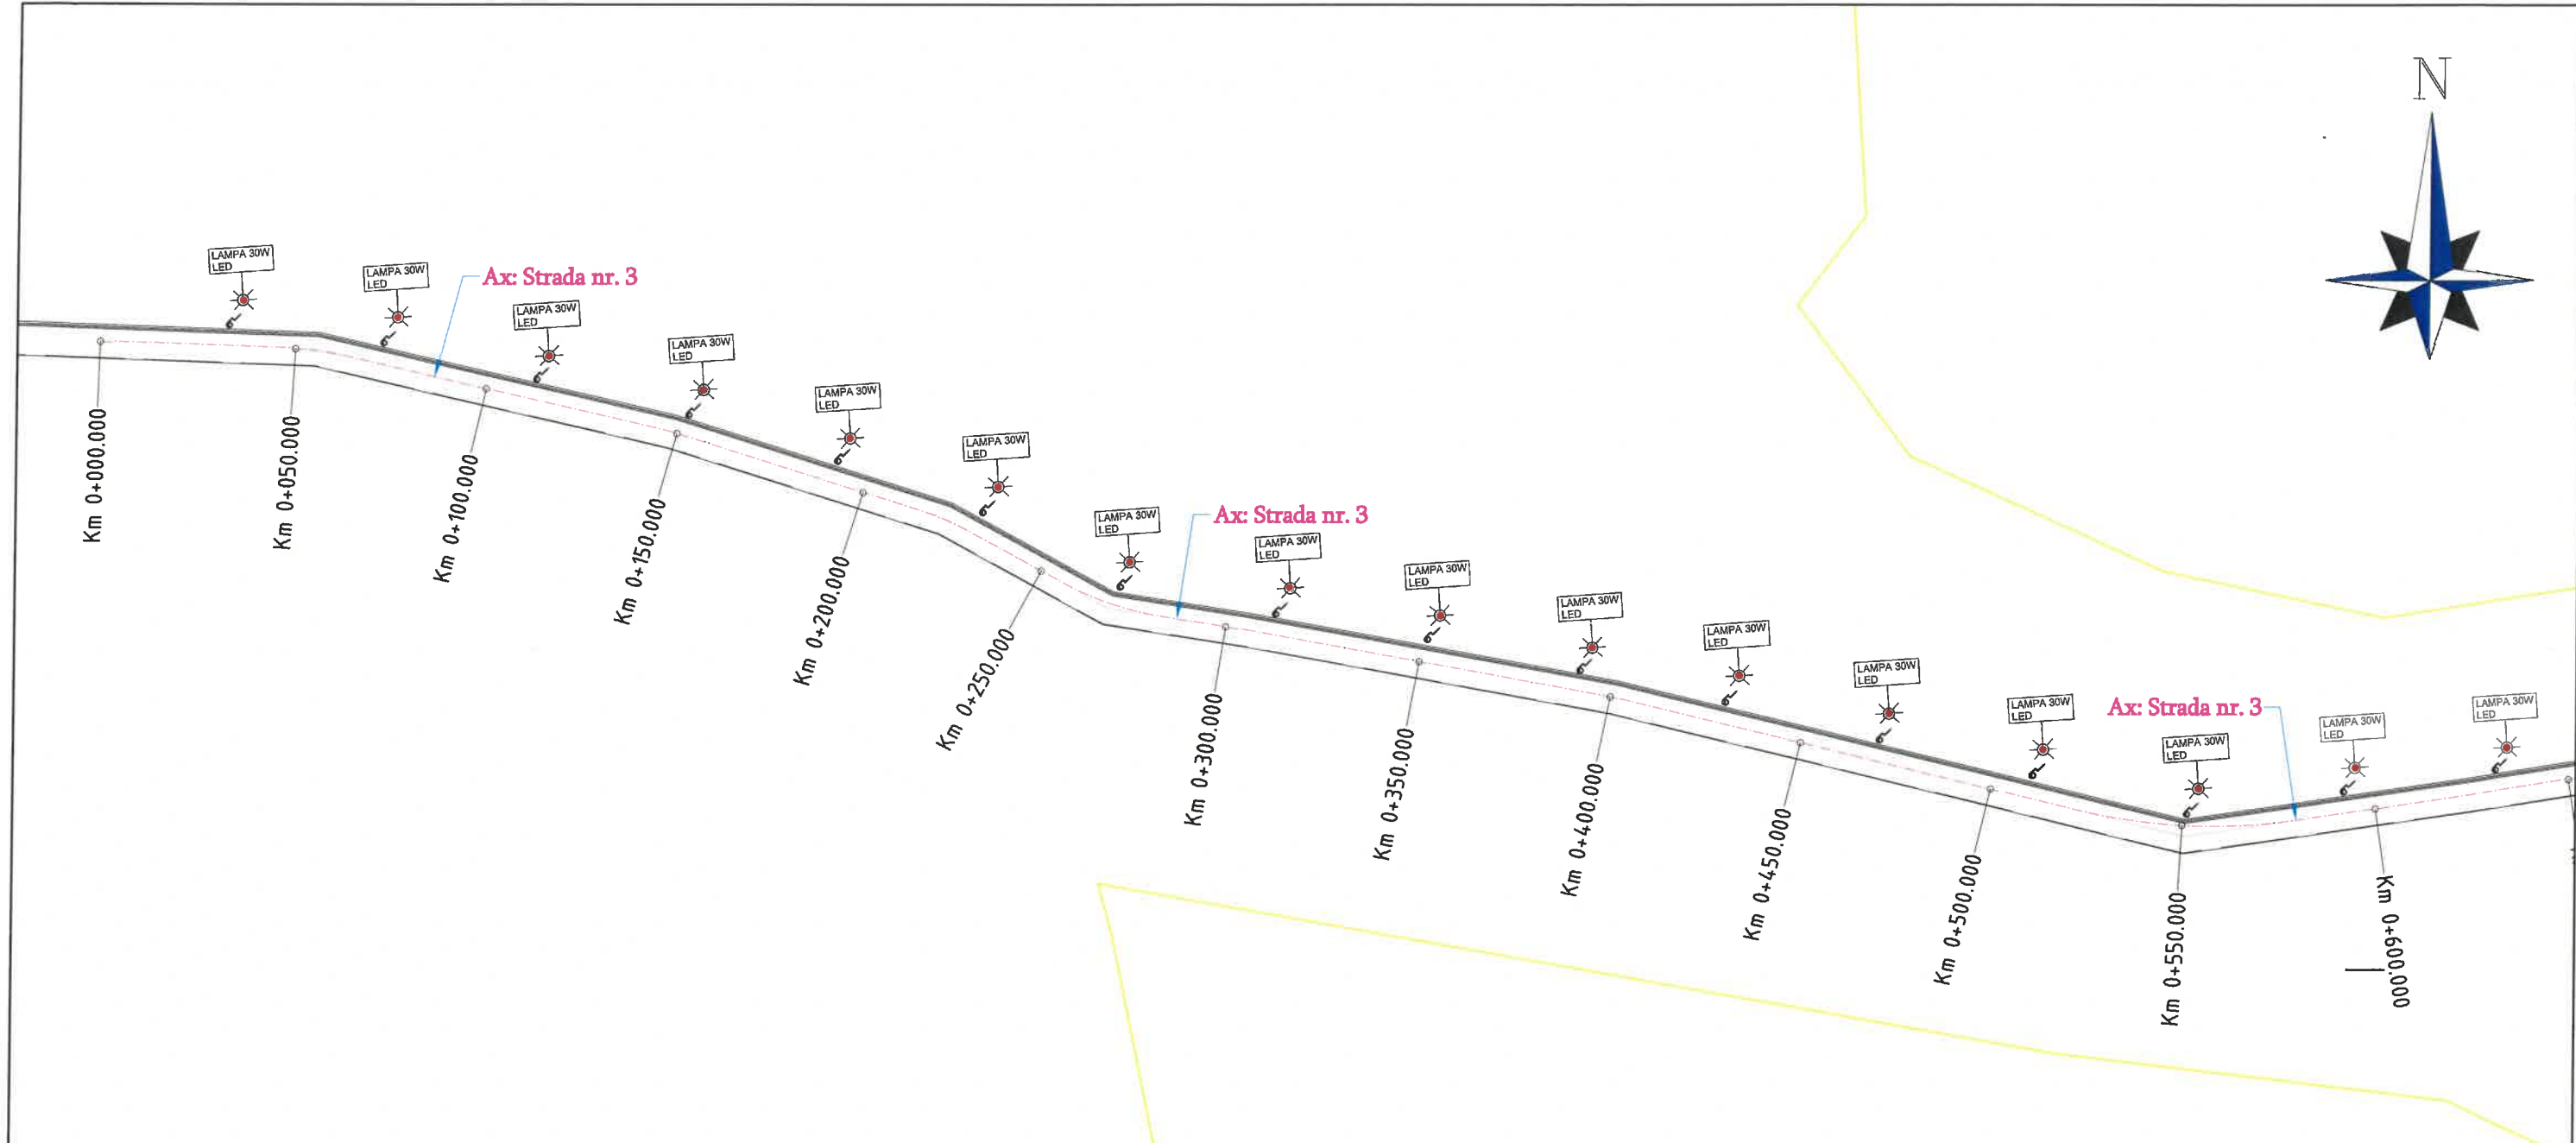 N
LAMPA 30W
LED
LAMPA 30W
LED
Ax: Strada nr. 3
LAMPA 30W
LED
LAMPA 30W
LED
LAMPA 30W
LED
LAMPA 30W
LED
LAMPA 30W
LED
Ax: Strada nr. 3
LAMPA 30W
LED
LAMPA 30W
LED
LAMPA 30W
LED
LAMPA 30W
LED
LAMPA 30W
LED
LAMPA 30W
LED
LAMPA 30W
LED
Ax: Strada nr. 3
LAMPA 30W
LED
LAMPA 30W
LED
Km 0+000.000
Km 0+050.000
Km 0+100.000
Km 0+150.000
Km 0+200.000
Km 0+250.000
Km 0+300.000
Km 0+350.000
Km 0+400.000
Km 0+450.000
Km 0+500.000
Km 0+550.000
Km 0+600.000